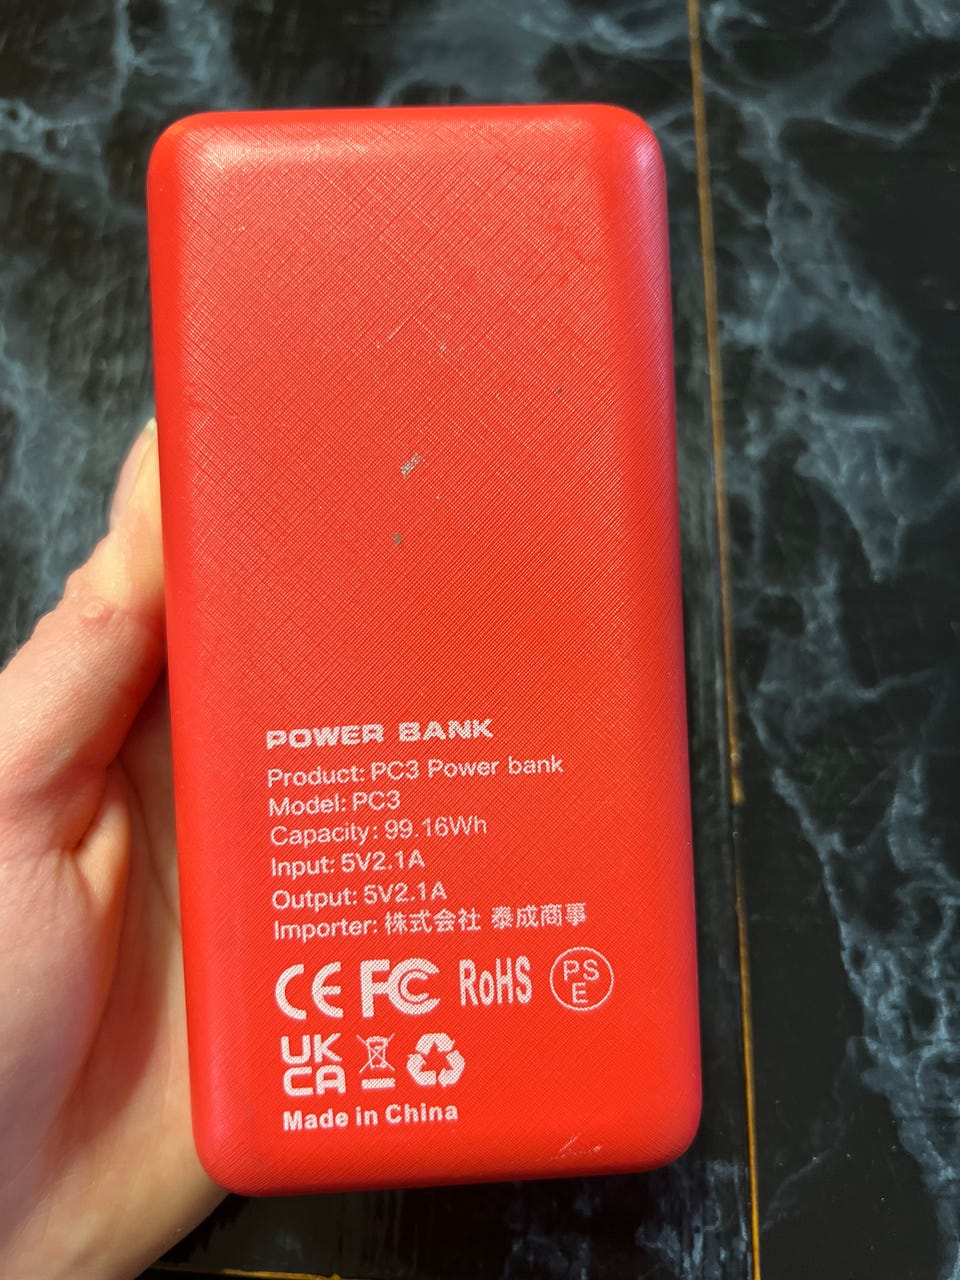 POWER BANK
Product: PC3 Power bank
Model: PC3
Capacity: 99.16Wh
Input: 5V2.1A
Output: 5V2.1A
Importer: 株式会社 泰成商事
CE FC RoHS PSE
UK
CA
Made in China